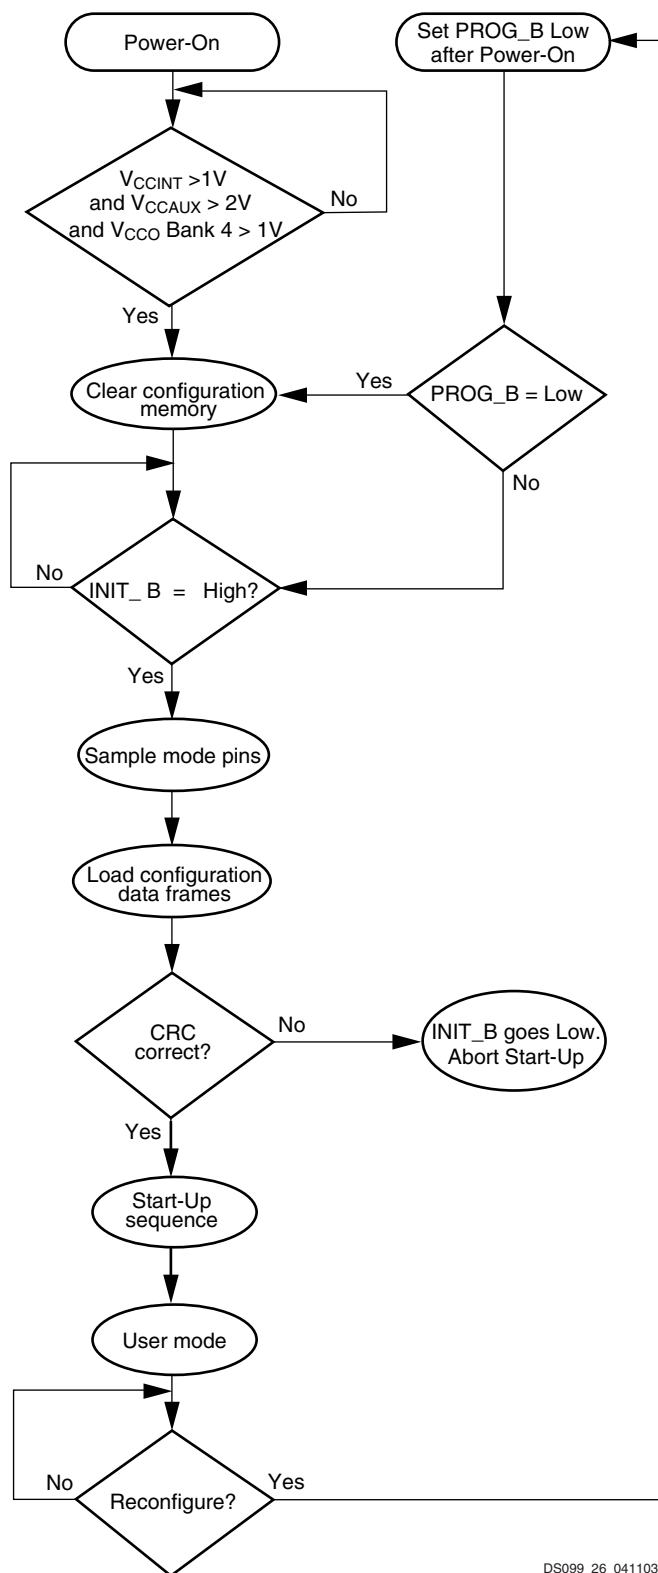 Power-On
Set PROG_B Low
after Power-On
VCCINT >1V
and VCCAUX > 2V
and VCCO Bank 4 > 1V
No
Yes
Clear configuration
memory
Yes
PROG_B = Low
No
No
INIT_ B = High?
Yes
Sample mode pins
Load configuration
data frames
CRC
correct?
No
INIT_B goes Low.
Abort Start-Up
Yes
Start-Up
sequence
User mode
No
Reconfigure?
Yes
DS099_26_041103